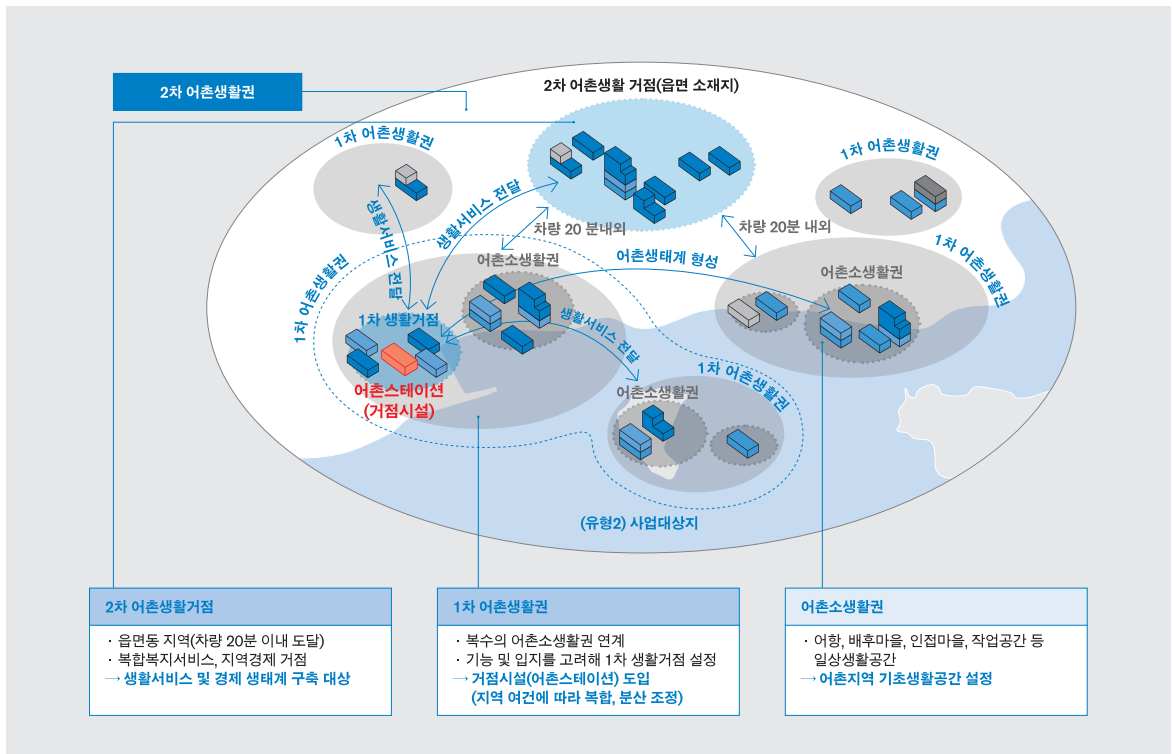 2차 어촌생활권
2차 어촌생활 거점(읍면 소재지)
1차 어촌생활권
1차 어촌생활권
생활서비스 전달
생활서비스 전달
차량 20 분내외
차량 20분 내외
1차 어촌생활권
어촌소생활권
어촌생태계 형성
어촌소생활권
1차 어촌생활권
1차 생활거점
생활서비스 전달
어촌스테이션
(거점시설)
1차 어촌생활권
어촌소생활권
(유형2) 사업대상지
2차 어촌생활거점
· 읍면동 지역(차량 20분 이내 도달)
· 복합복지서비스, 지역경제 거점
→ 생활서비스 및 경제 생태계 구축 대상
1차 어촌생활권
· 복수의 어촌소생활권 연계
· 기능 및 입지를 고려해 1차 생활거점 설정
→ 거점시설(어촌스테이션) 도입
(지역 여건에 따라 복합, 분산 조정)
어촌소생활권
· 어항, 배후마을, 인접마을, 작업공간 등
일상생활공간
→ 어촌지역 기초생활공간 설정